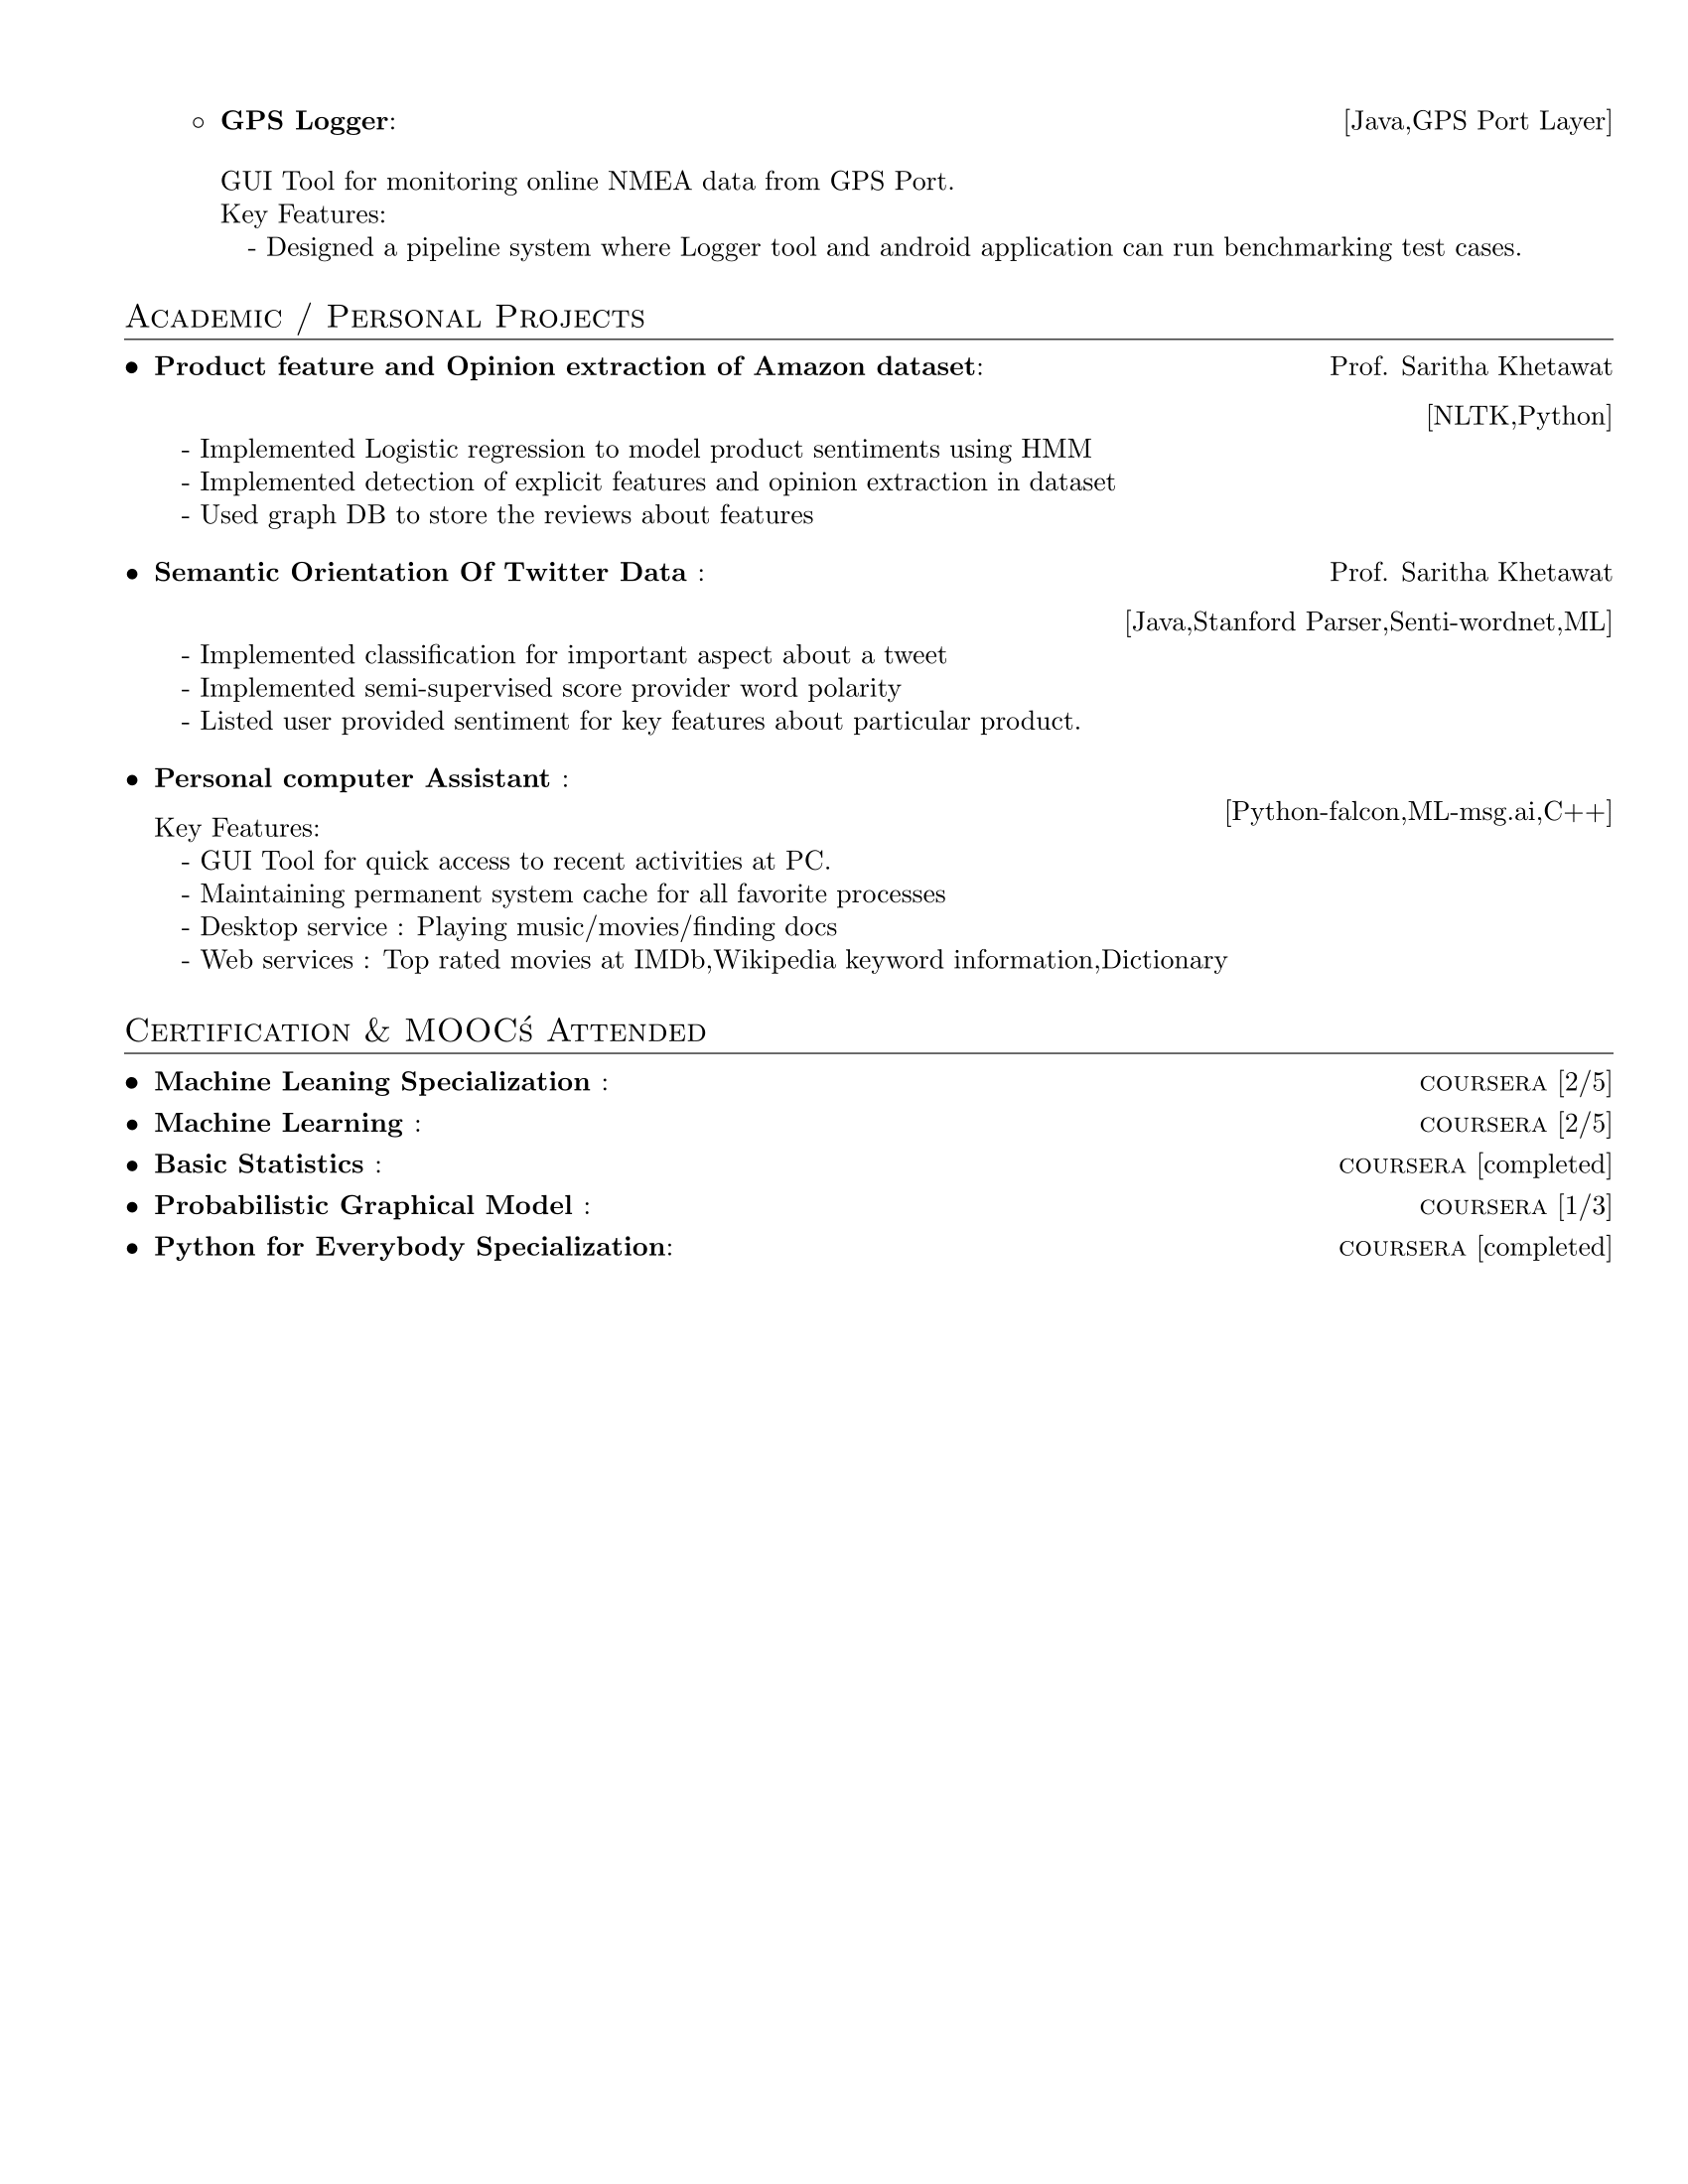 ◦ GPS Logger: [Java,GPS Port Layer]
GUI Tool for monitoring online NMEA data from GPS Port.
Key Features:
- Designed a pipeline system where Logger tool and android application can run benchmarking test cases.
Academic / Personal Projects
• Product feature and Opinion extraction of Amazon dataset: Prof. Saritha Khetawat
[NLTK,Python]
- Implemented Logistic regression to model product sentiments using HMM
- Implemented detection of explicit features and opinion extraction in dataset
- Used graph DB to store the reviews about features
• Semantic Orientation Of Twitter Data : Prof. Saritha Khetawat
[Java,Stanford Parser,Senti-wordnet,ML]
- Implemented classification for important aspect about a tweet
- Implemented semi-supervised score provider word polarity
- Listed user provided sentiment for key features about particular product.
• Personal computer Assistant :
[Python-falcon,ML-msg.ai,C++]
Key Features:
- GUI Tool for quick access to recent activities at PC.
- Maintaining permanent system cache for all favorite processes
- Desktop service : Playing music/movies/finding docs
- Web services : Top rated movies at IMDb,Wikipedia keyword information,Dictionary
Certification & MOOCś Attended
• Machine Leaning Specialization : coursera [2/5]
• Machine Learning : coursera [2/5]
• Basic Statistics : coursera [completed]
• Probabilistic Graphical Model : coursera [1/3]
• Python for Everybody Specialization: coursera [completed]